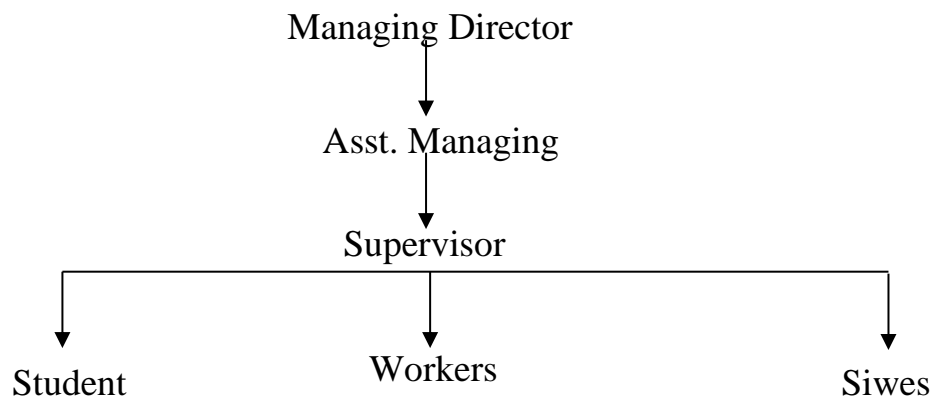 Managing Director
Asst. Managing
Supervisor
Student Workers Siwes